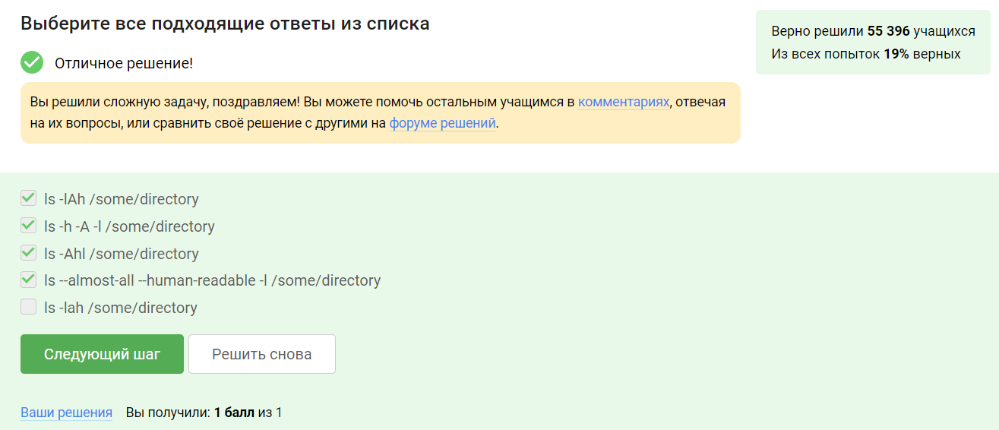 Выберите все подходящие ответы из списка
Верно решили 55 396 учащихся
Из всех попыток 19% верных
Отличное решение!
Вы решили сложную задачу, поздравляем! Вы можете помочь остальным учащимся в комментариях, отвечая
на их вопросы, или сравнить своё решение с другими на форуме решений.
ls -lAh /some/directory
ls -h -A -l /some/directory
ls -Ahl /some/directory
ls --almost-all --human-readable -l /some/directory
ls -lah /some/directory
Следующий шаг
Решить снова
Ваши решения Вы получили: 1 балл из 1